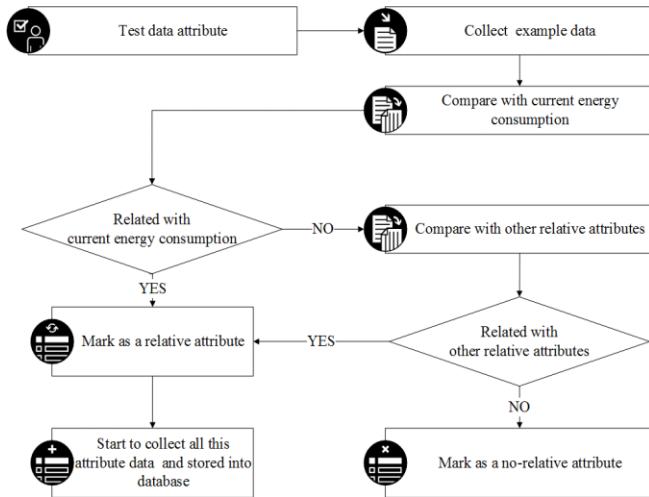 Test data attribute
Collect example data
Compare with current energy
consumption
Related with
current energy consumption
NO
Compare with other relative attributes
YES
Mark as a relative attribute
YES
Related with
other relative attributes
NO
Start to collect all this
attribute data and stored into
database
Mark as a no-relative attribute